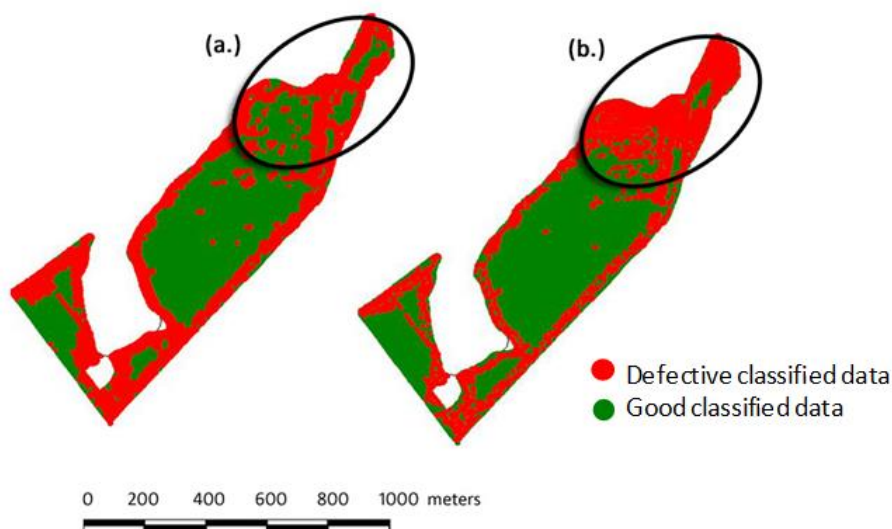 (a.)
(b.)
Defective classified data
Good classified data
0 200 400 600 800 1000 meters